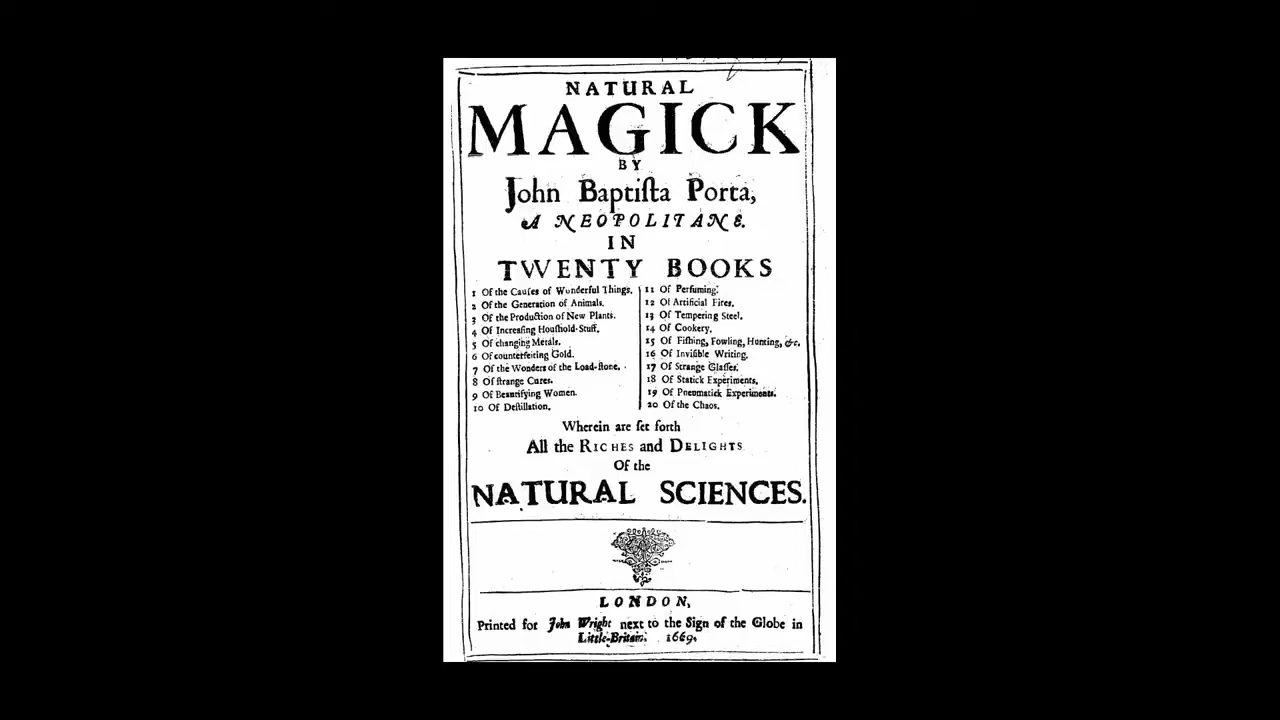 NATURAL
MAGICK
BY
John Baptiſta Porta,
A NEOPOLITANE.
IN
TWENTY BOOKS
1 Of the Cauſes of Wonderful Things.
2 Of the Generation of Animals.
3 Of the Production of New Plants.
4 Of Increaſing Houſhold-Stuff.
5 Of changing Metals.
6 Of counterfeiting Gold.
7 Of the Wonders of the Load-ſtone.
8 Of ſtrange Cures.
9 Of Beautifying Women.
10 Of Deſtillation.
11 Of Perfuming.
12 Of Artificial Fires.
13 Of Tempering Steel.
14 Of Cookery.
15 Of Fiſhing, Fowling, Hunting, &c.
16 Of Inviſible Writing.
17 Of Strange Glaſſes.
18 Of Statick Experiments.
19 Of Pneumatick Experiments.
20 Of the Chaos.
Wherein are ſet forth
All the RICHES and DELIGHTS
Of the
NATURAL SCIENCES.
LONDON,
Printed for John Wright next to the Sign of the Globe in
Little-Britain. 1669.